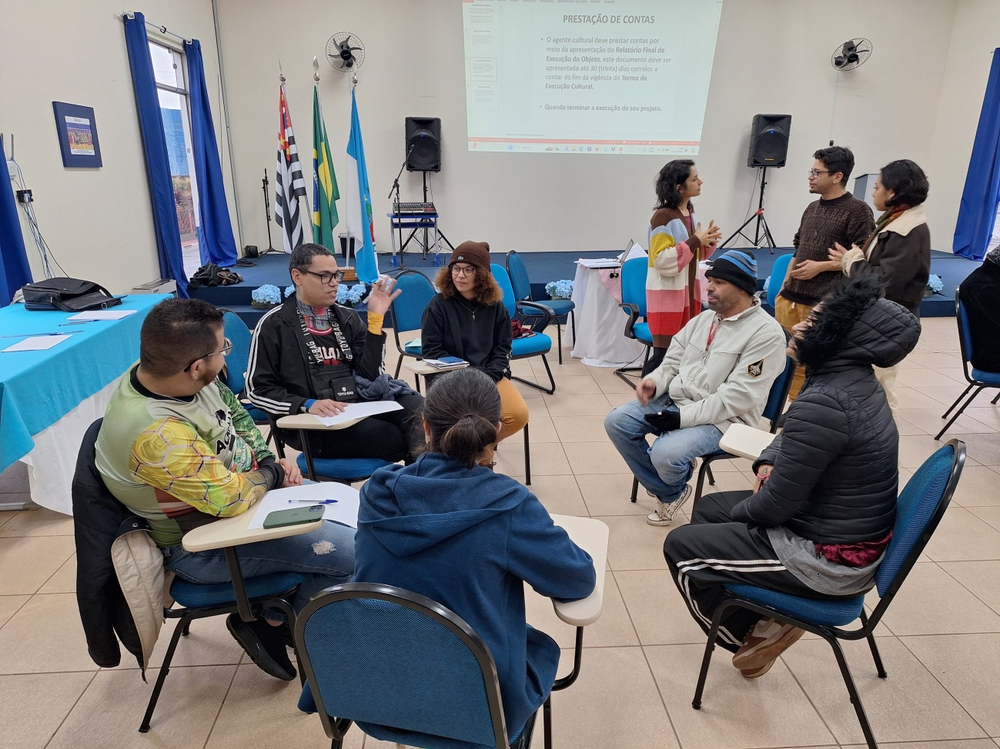 PRESTAÇÃO DE CONTAS
• O agente cultural deve prestar contas por
meio da apresentação do Relatório Final de
Execução do Objeto, este documento deve ser
apresentado até 30 (trinta) dias corridos a
contar do fim da vigência do Termo de
Execução Cultural.
• Quando terminar a execução do seu projeto.
TOYU-BAG